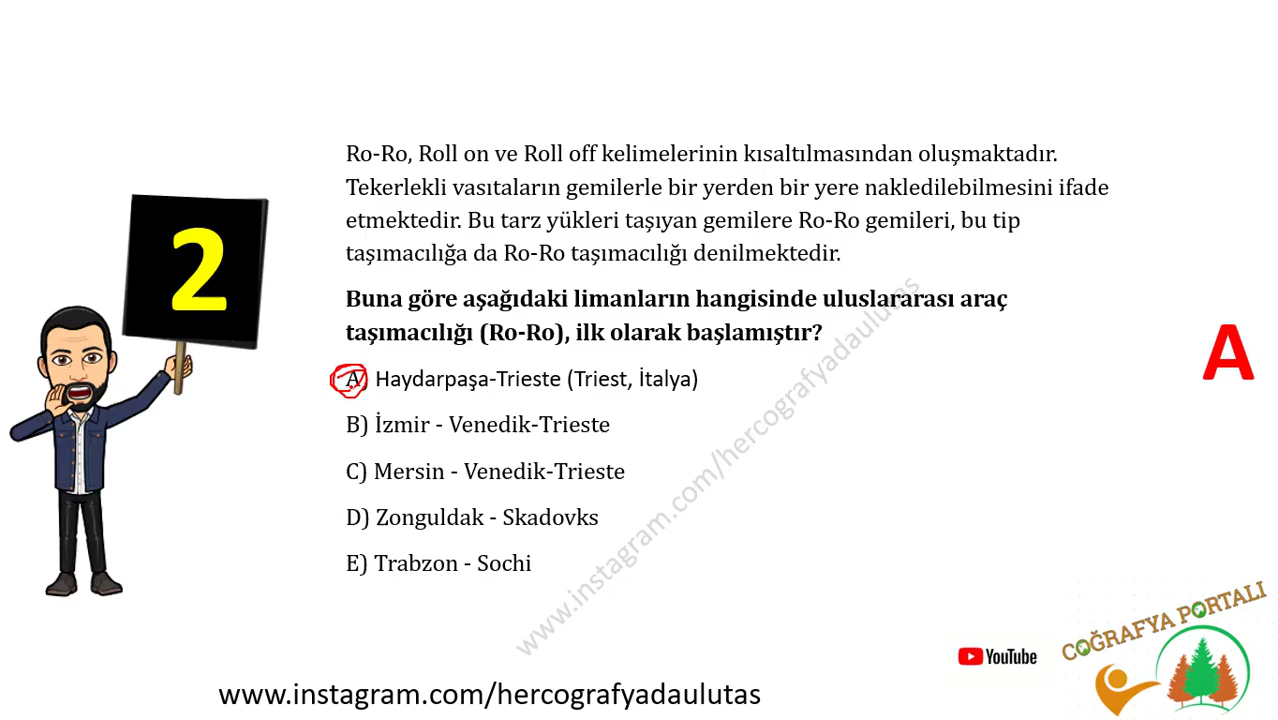 2
Ro-Ro, Roll on ve Roll off kelimelerinin kısaltılmasından oluşmaktadır.
Tekerlekli vasıtaların gemilerle bir yerden bir yere nakledilebilmesini ifade
etmektedir. Bu tarz yükleri taşıyan gemilere Ro-Ro gemileri, bu tip
taşımacılığa da Ro-Ro taşımacılığı denilmektedir.
Buna göre aşağıdaki limanların hangisinde uluslararası araç
taşımacılığı (Ro-Ro), ilk olarak başlamıştır?
A) Haydarpaşa-Trieste (Triest, İtalya)
B) İzmir - Venedik-Trieste
C) Mersin - Venedik-Trieste
D) Zonguldak - Skadovks
E) Trabzon - Sochi
A
www.instagram.com/hercografyadaulutas
YouTube
COĞRAFYA PORTALI
www.instagram.com/hercografyadaulutas